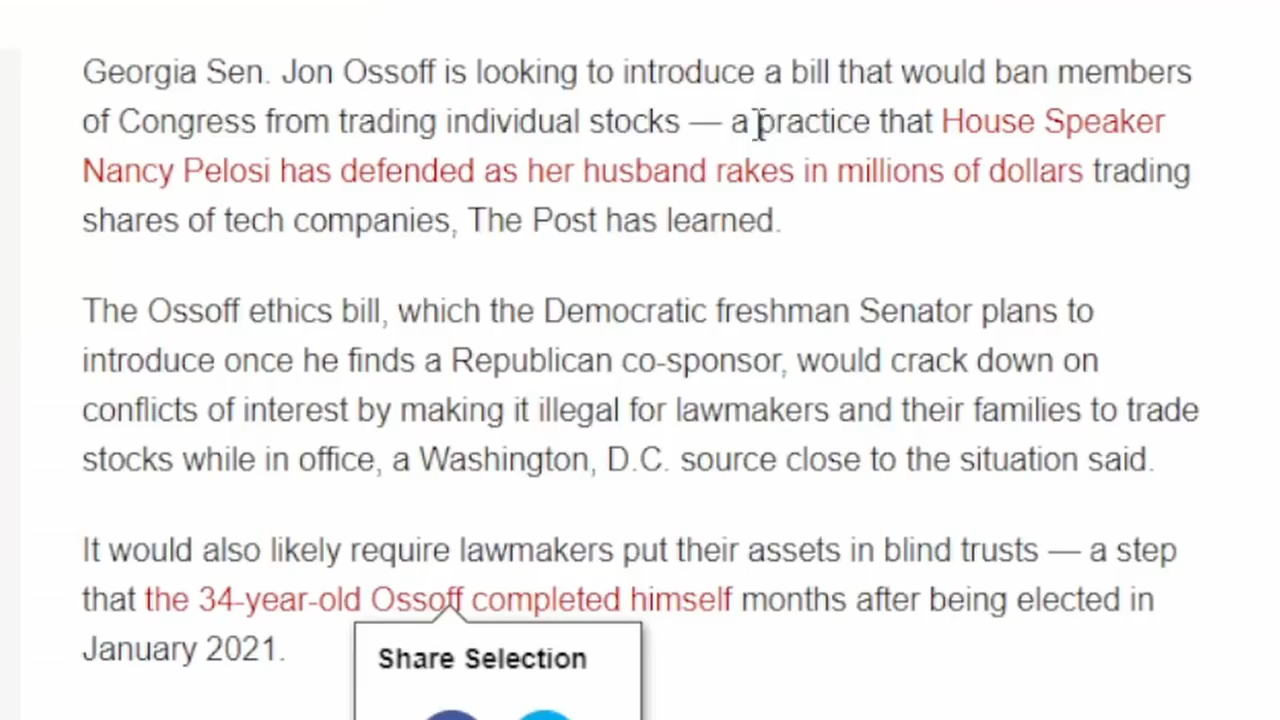 Georgia Sen. Jon Ossoff is looking to introduce a bill that would ban members
of Congress from trading individual stocks — a practice that House Speaker
Nancy Pelosi has defended as her husband rakes in millions of dollars trading
shares of tech companies, The Post has learned.
The Ossoff ethics bill, which the Democratic freshman Senator plans to
introduce once he finds a Republican co-sponsor, would crack down on
conflicts of interest by making it illegal for lawmakers and their families to trade
stocks while in office, a Washington, D.C. source close to the situation said.
It would also likely require lawmakers put their assets in blind trusts — a step
that the 34-year-old Ossoff completed himself months after being elected in
January 2021.
Share Selection